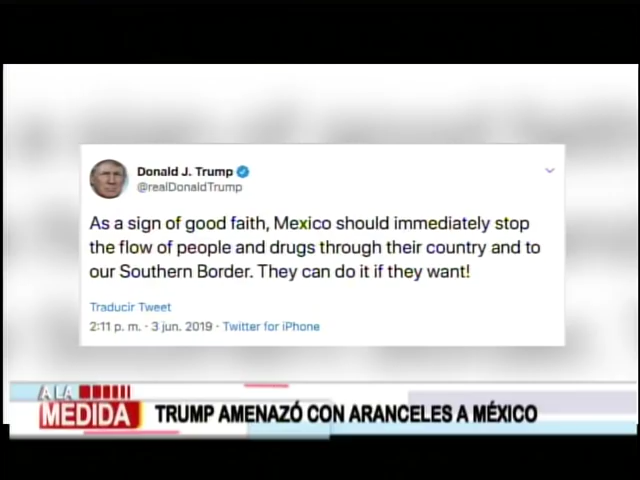 Donald J. Trump
@realDonaldTrump
As a sign of good faith, Mexico should immediately stop
the flow of people and drugs through their country and to
our Southern Border. They can do it if they want!
Traducir Tweet
2:11 p. m. · 3 jun. 2019 · Twitter for iPhone
A LA
MEDIDA
TRUMP AMENAZÓ CON ARANCELES A MÉXICO